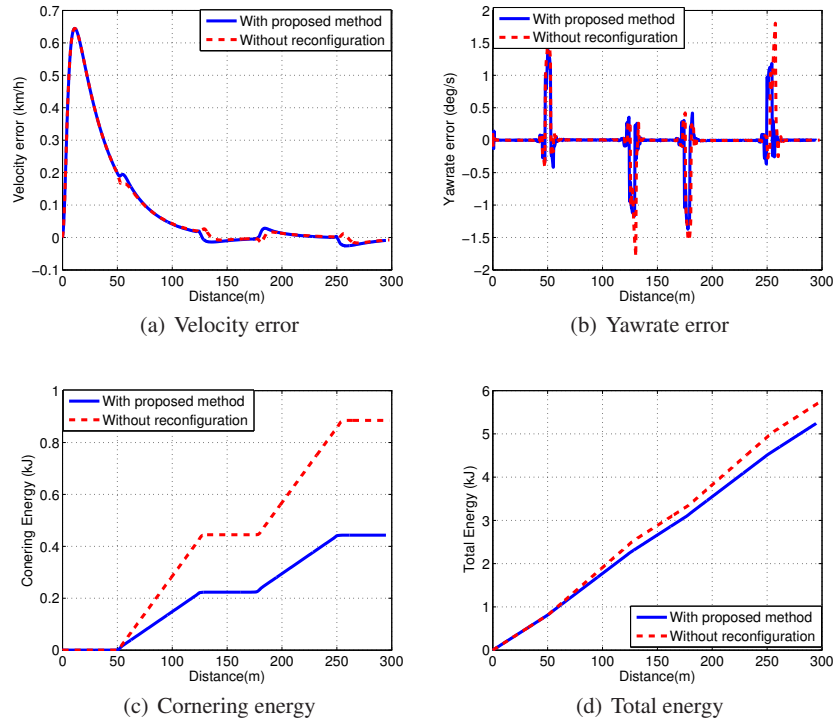 With proposed method
Without reconfiguration
0.7
0.6
0.5
0.4
0.3
0.2
0.1
0
−0.1
Velocity error (km/h)
0 50 100 150 200 250 300
Distance(m)
(a) Velocity error
With proposed method
Without reconfiguration
2
1.5
1
0.5
0
−0.5
−1
−1.5
−2
Yawrate error (deg/s)
0 50 100 150 200 250 300
Distance(m)
(b) Yawrate error
With proposed method
Without reconfiguration
1
0.8
0.6
0.4
0.2
0
Conering Energy (kJ)
0 50 100 150 200 250 300
Distance(m)
(c) Cornering energy
6
5
4
3
2
1
0
Total Energy (kJ)
With proposed method
Without reconfiguration
0 50 100 150 200 250 300
Distance(m)
(d) Total energy